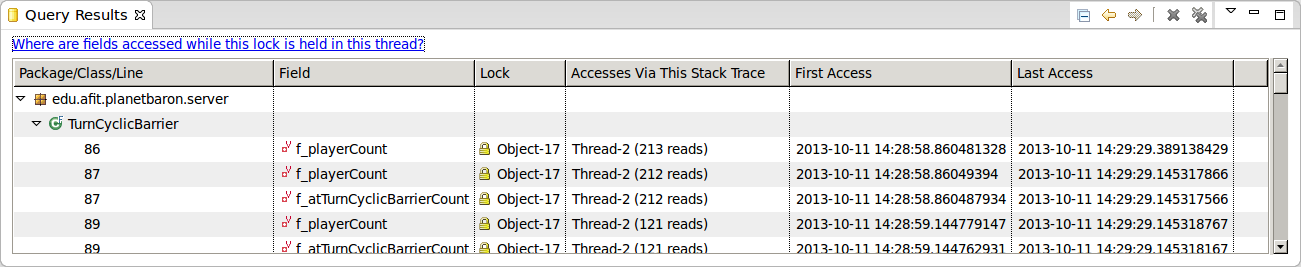 Query Results
Where are fields accessed while this lock is held in this thread?
Package/Class/Line Field Lock Accesses Via This Stack Trace First Access Last Access
edu.afit.planetbaron.server
TurnCyclicBarrier
86 f_playerCount Object-17 Thread-2 (213 reads) 2013-10-11 14:28:58.860481328 2013-10-11 14:29:29.389138429
87 f_playerCount Object-17 Thread-2 (212 reads) 2013-10-11 14:28:58.86049394 2013-10-11 14:29:29.145317866
87 f_atTurnCyclicBarrierCount Object-17 Thread-2 (212 reads) 2013-10-11 14:28:58.860487934 2013-10-11 14:29:29.145317566
89 f_playerCount Object-17 Thread-2 (121 reads) 2013-10-11 14:28:59.144779147 2013-10-11 14:29:29.145318767
89 f_atTurnCyclicBarrierCount Object-17 Thread-2 (121 reads) 2013-10-11 14:28:59.144762931 2013-10-11 14:29:29.145318167